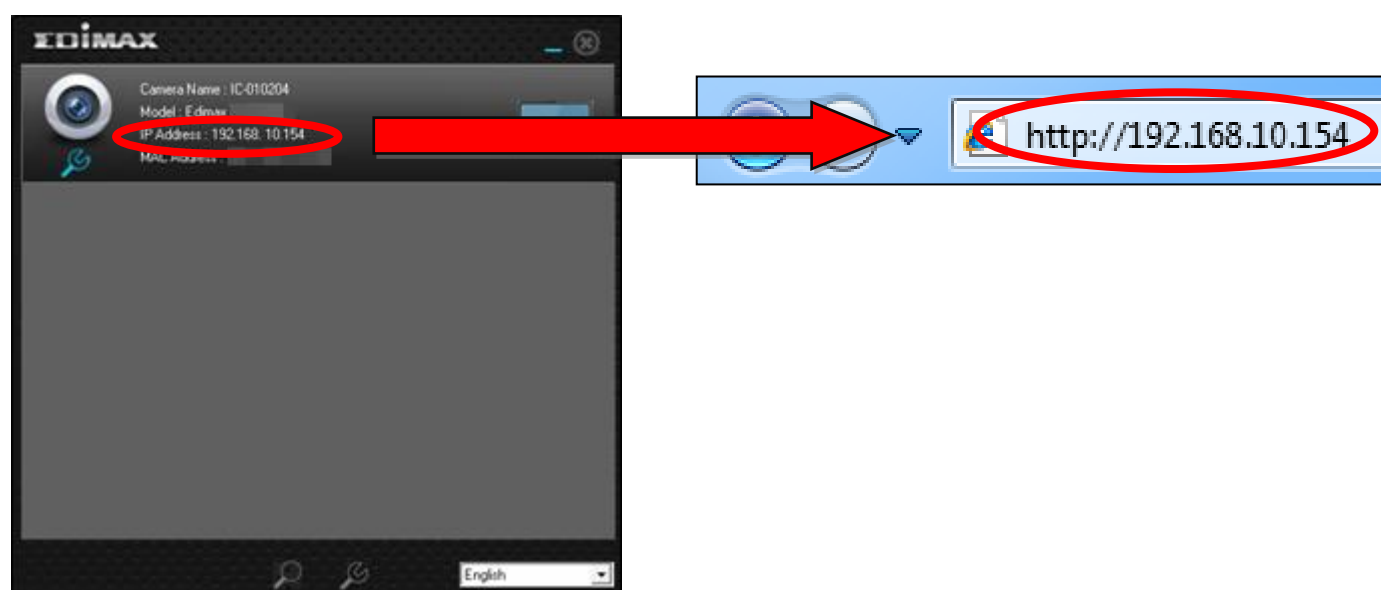 EDIMAX
Camera Name : IC-010204
Model : Edimax
IP Address : 192.168. 10.154
MAC Address :
English
http://192.168.10.154